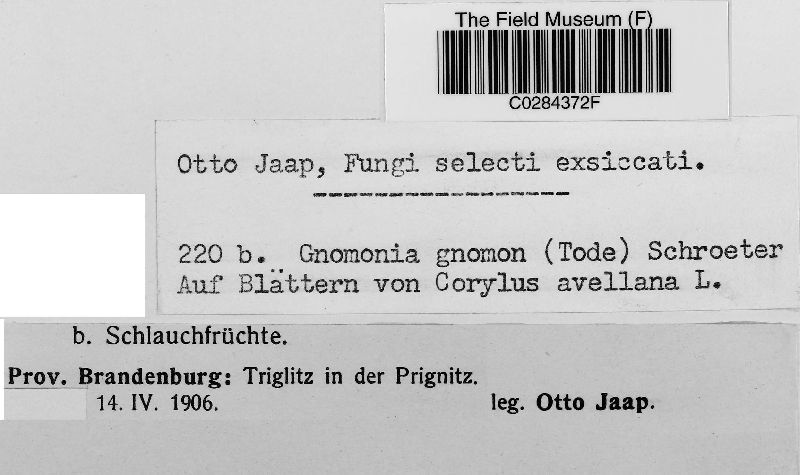 The Field Museum (F)
C0284372F
Otto Jaap, Fungi selecti exsiccati.
220 b. Gnomonia gnomon (Tode) Schroeter
Auf Blättern von Corylus avellana L.
b. Schlauchfrüchte.
Prov. Brandenburg: Triglitz in der Prignitz.
14. IV. 1906. leg. Otto Jaap.